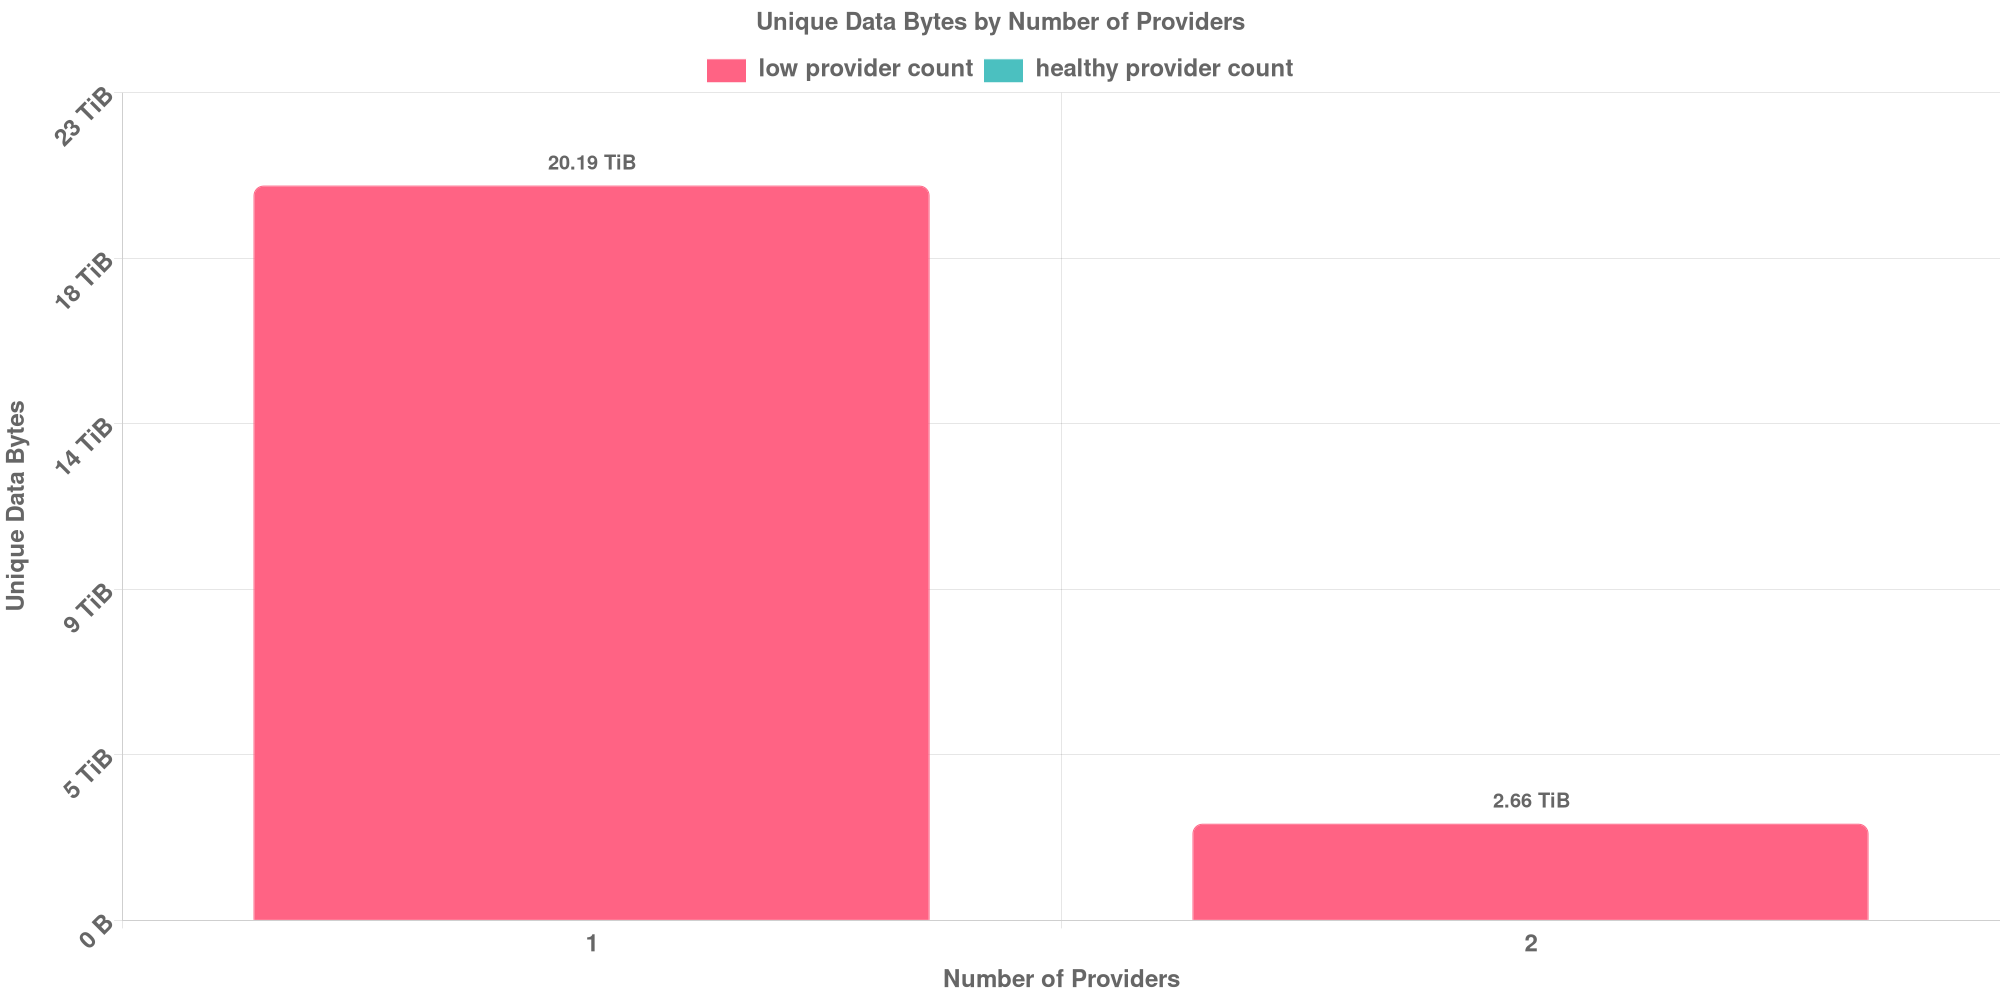 Unique Data Bytes by Number of Providers
low provider count healthy provider count
23 TiB
20.19 TiB
18 TiB
14 TiB
9 TiB
5 TiB
2.66 TiB
0 B
Unique Data Bytes
1 2
Number of Providers